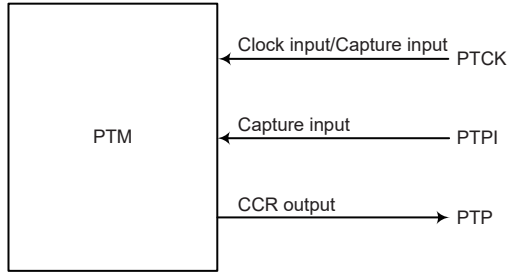 Clock input/Capture input
PTCK
PTM
Capture input
PTPI
CCR output
PTP